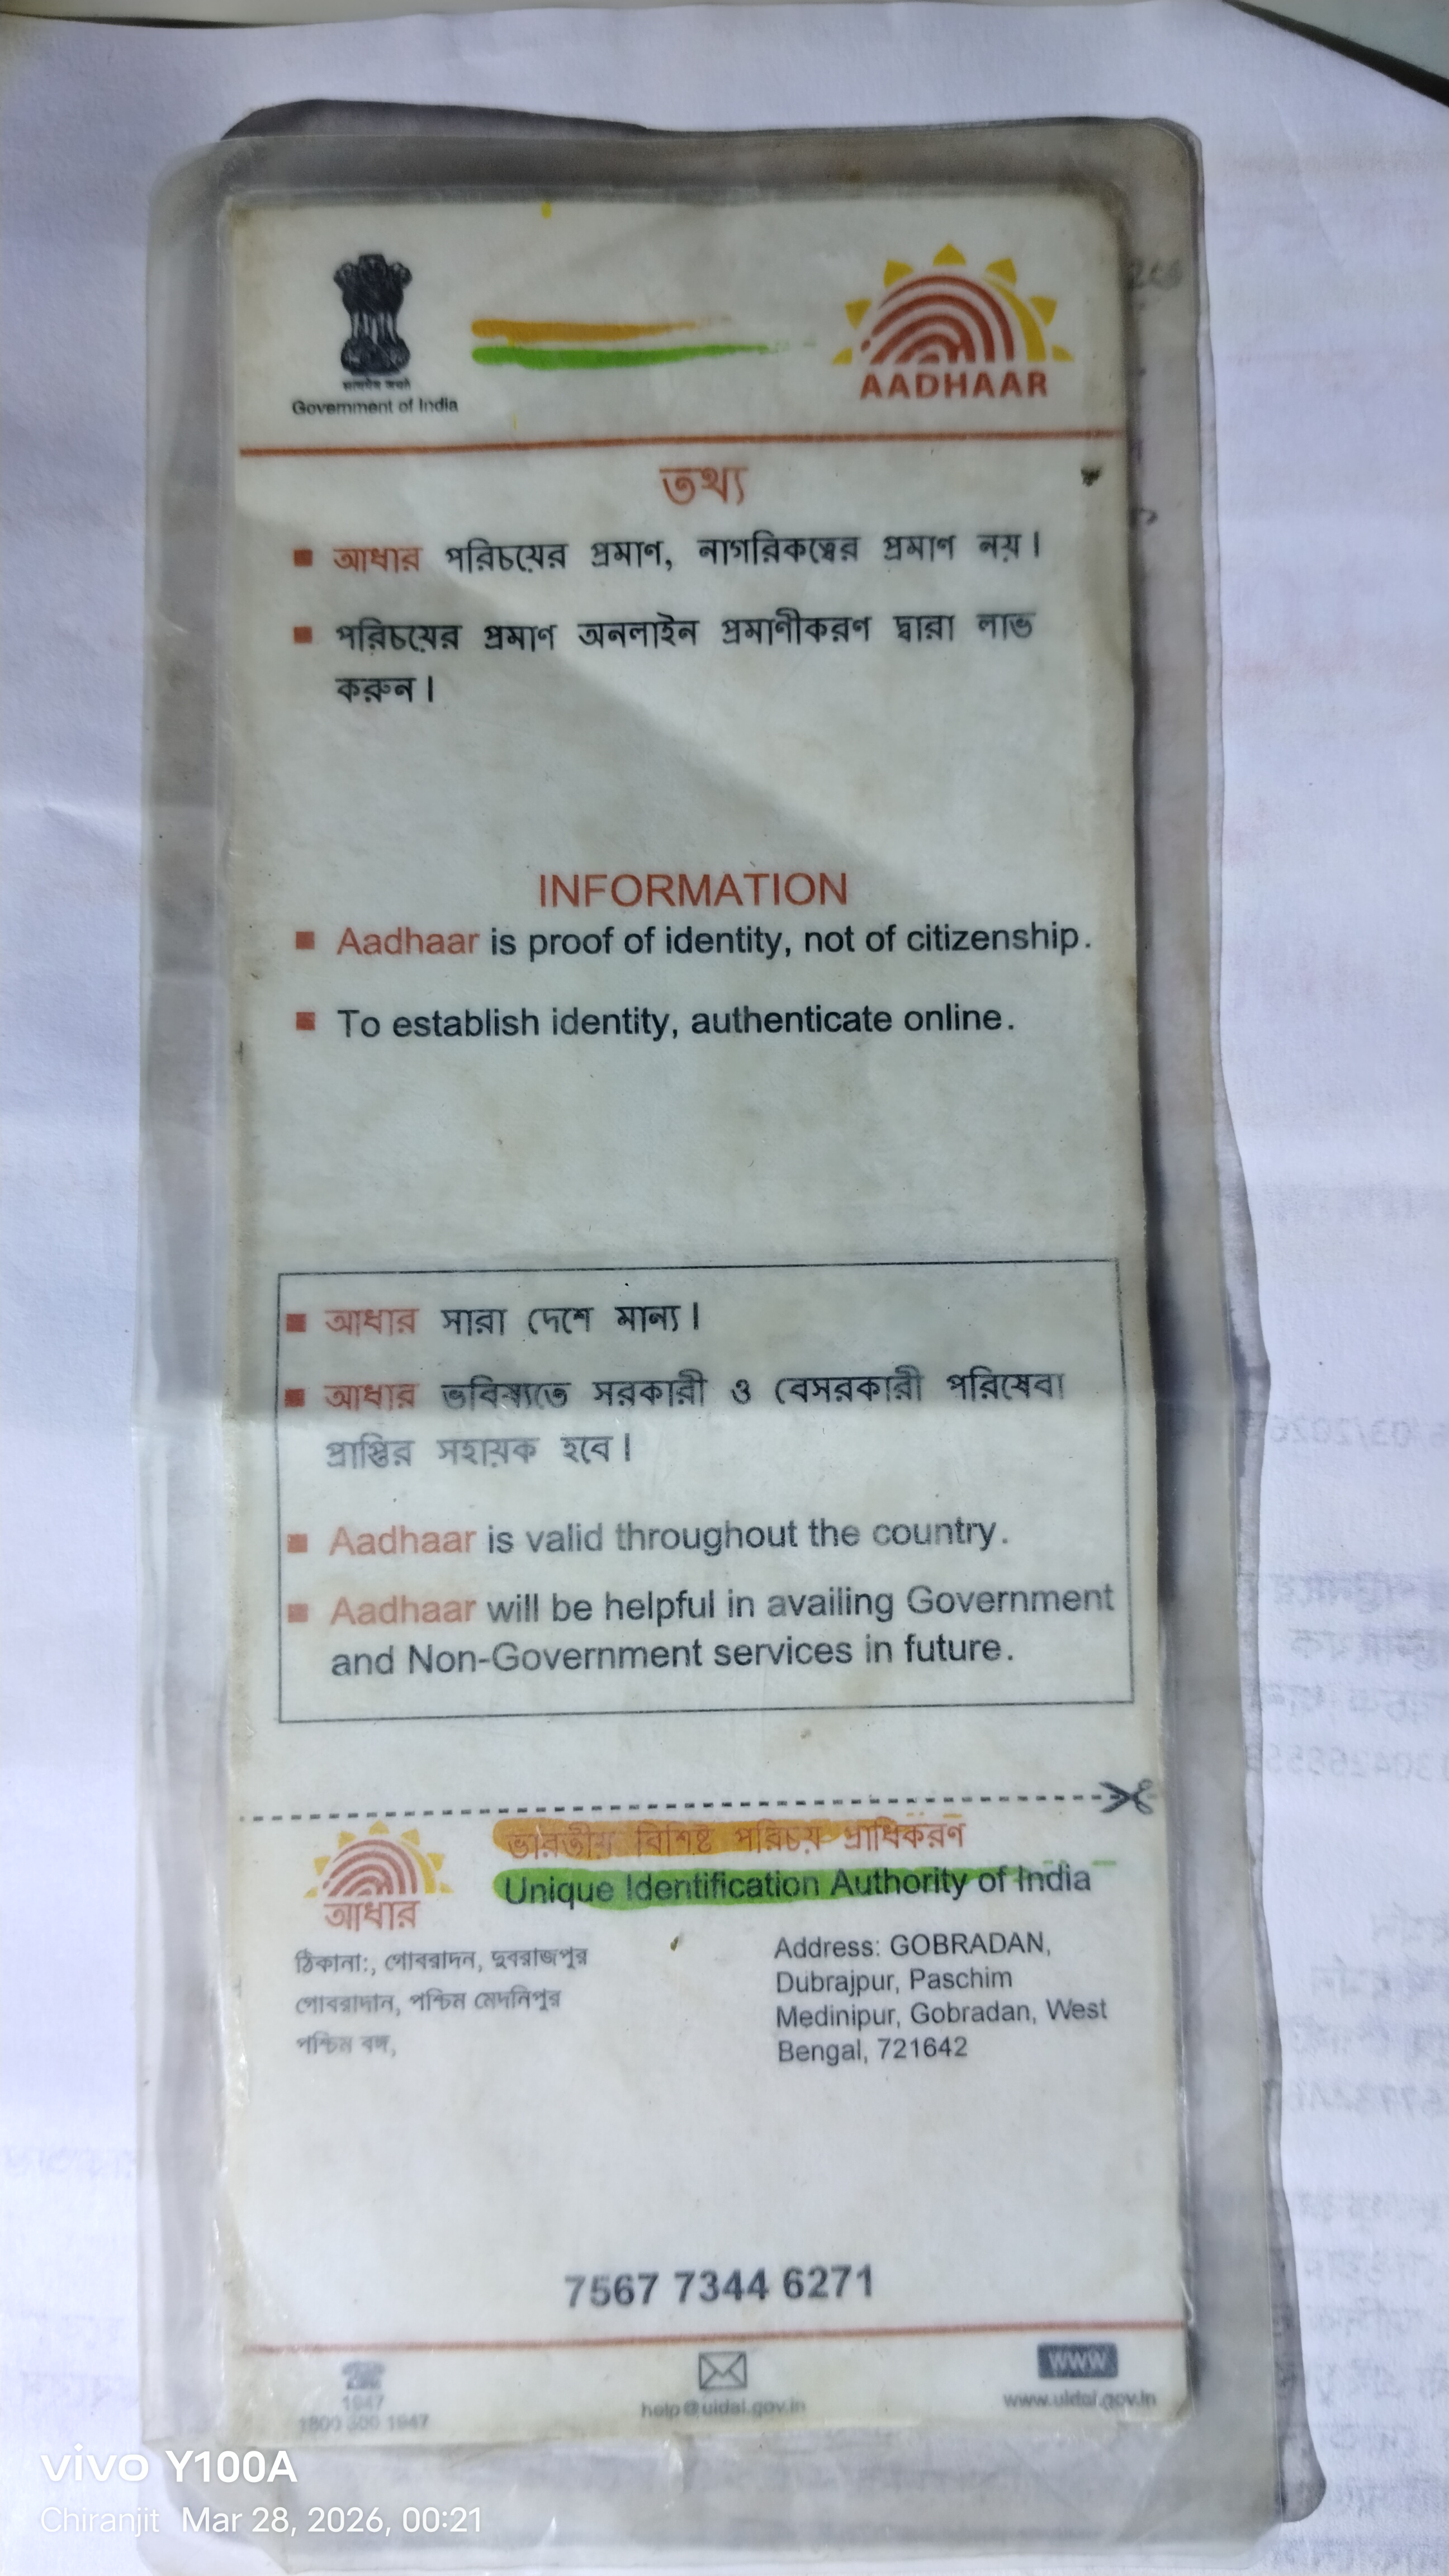 सत्यमेव जयते
Government of India
AADHAAR
তথ্য
আধার পরিচয়ের প্রমাণ, নাগরিকত্বের প্রমাণ নয়।
পরিচয়ের প্রমাণ অনলাইন প্রমাণীকরণ দ্বারা লাভ
করুন।
INFORMATION
Aadhaar is proof of identity, not of citizenship.
To establish identity, authenticate online.
আধার সারা দেশে মান্য।
আধার ভবিষ্যতে সরকারী ও বেসরকারী পরিষেবা
প্রাপ্তির সহায়ক হবে।
Aadhaar is valid throughout the country.
Aadhaar will be helpful in availing Government
and Non-Government services in future.
ভারতীয় বিশিষ্ট পরিচয় প্রাধিকরণ
Unique Identification Authority of India
আধার
ঠিকানা:, গোবরাদন, দুবরাজপুর
গোবরাদান, পশ্চিম মেদনিপুর
পশ্চিম বঙ্গ,
Address: GOBRADAN,
Dubrajpur, Paschim
Medinipur, Gobradan, West
Bengal, 721642
7567 7344 6271
1947
1800 300 1947
help@uidai.gov.in
www
www.uidai.gov.in
vivo Y100A
Chiranjit Mar 28, 2026, 00:21